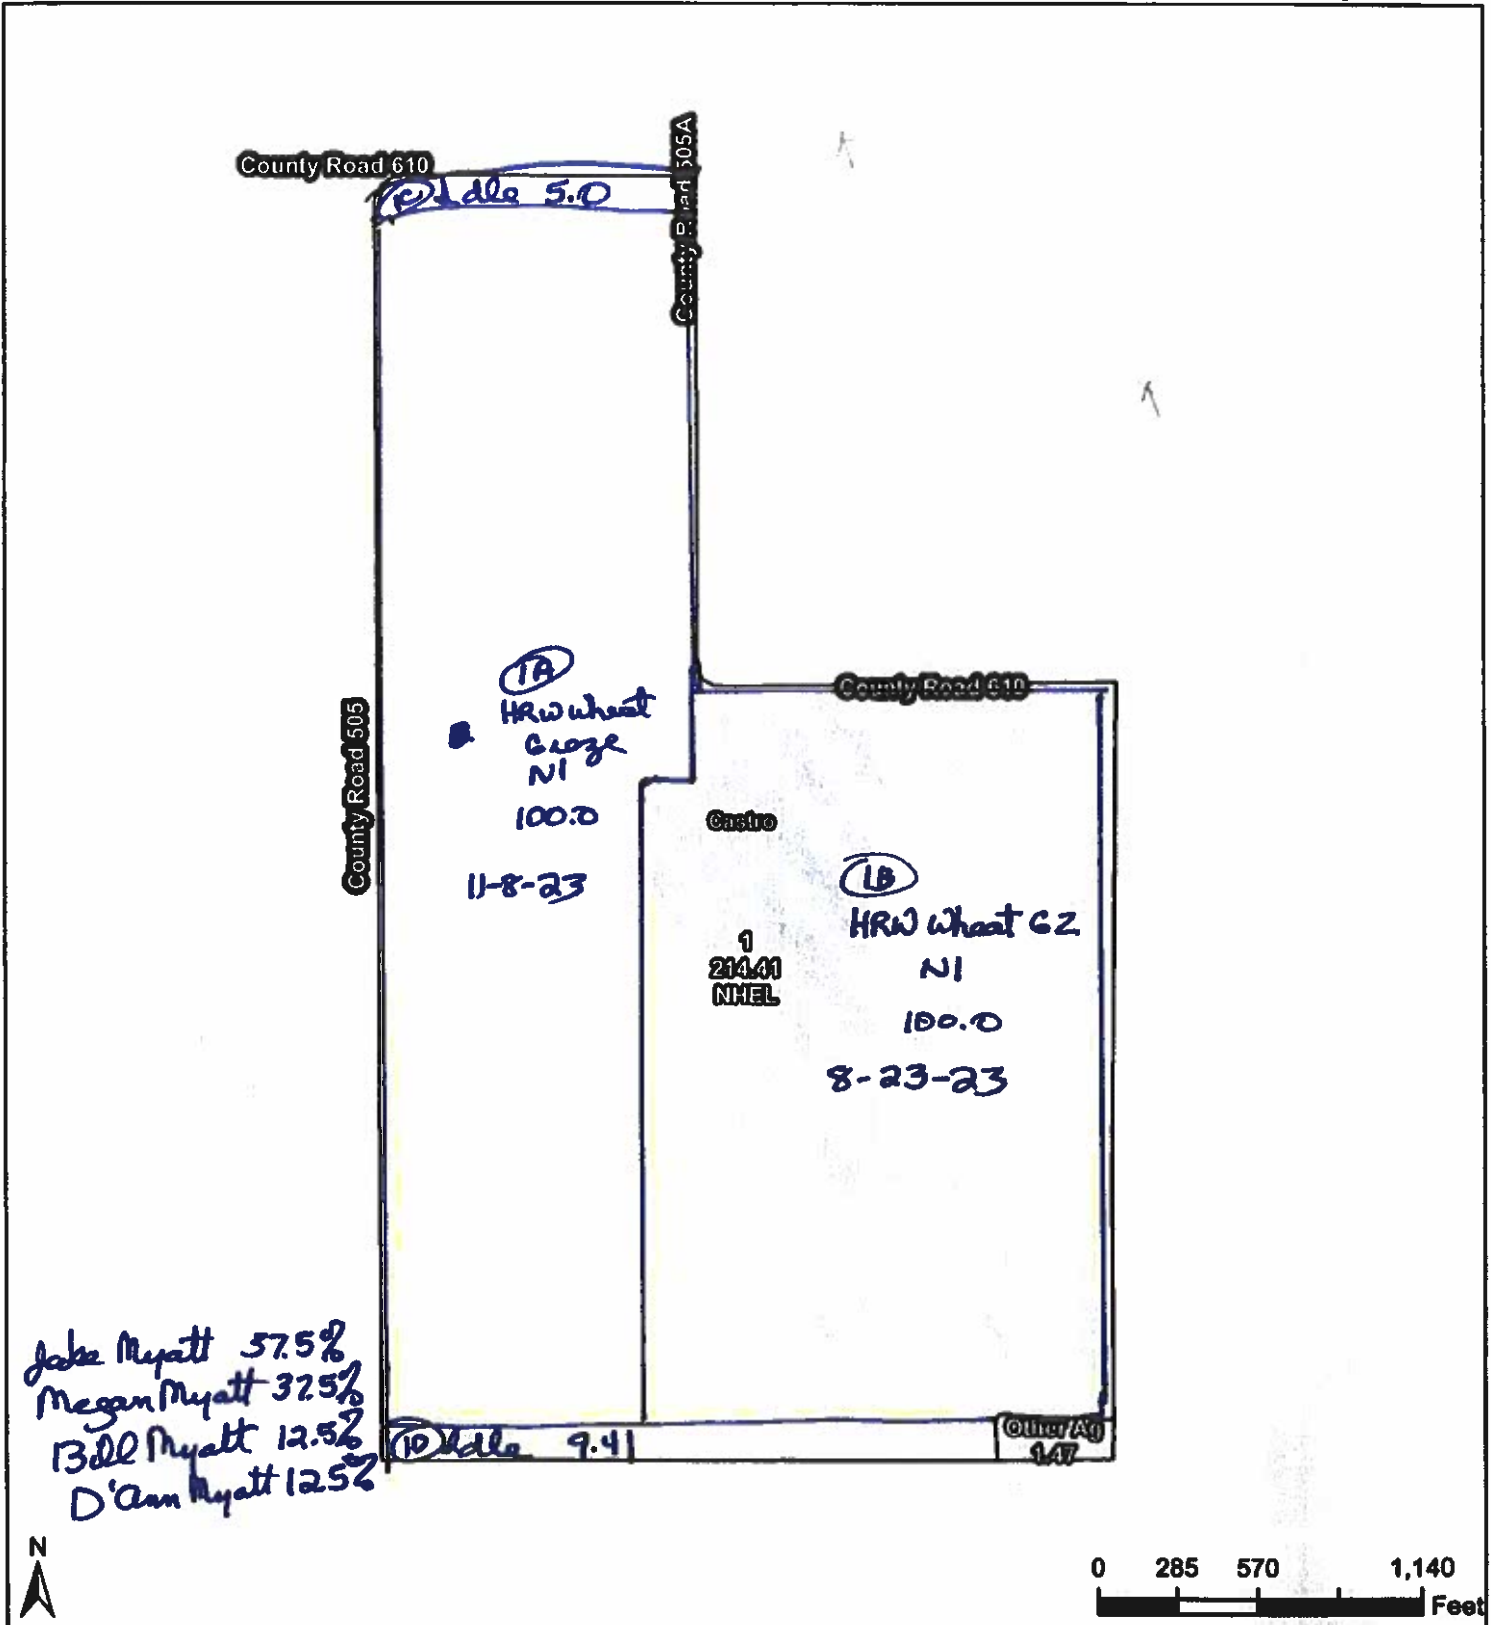 County Road 610
County Road 505A
1C Idle 5.0
1A
HRW wheat
Graze
NI
100.0
11-8-23
County Road 505
County Road 610
Castro
1
214.41
NHEL
1B
HRW Wheat GZ
NI
100.0
8-23-23
Jake Myatt 37.5%
Megan Myatt 37.5%
Bill Myatt 12.5%
D'Ann Myatt 12.5%
1D Idle 9.41
Other Ag
1.47
N
0 285 570 1,140
Feet